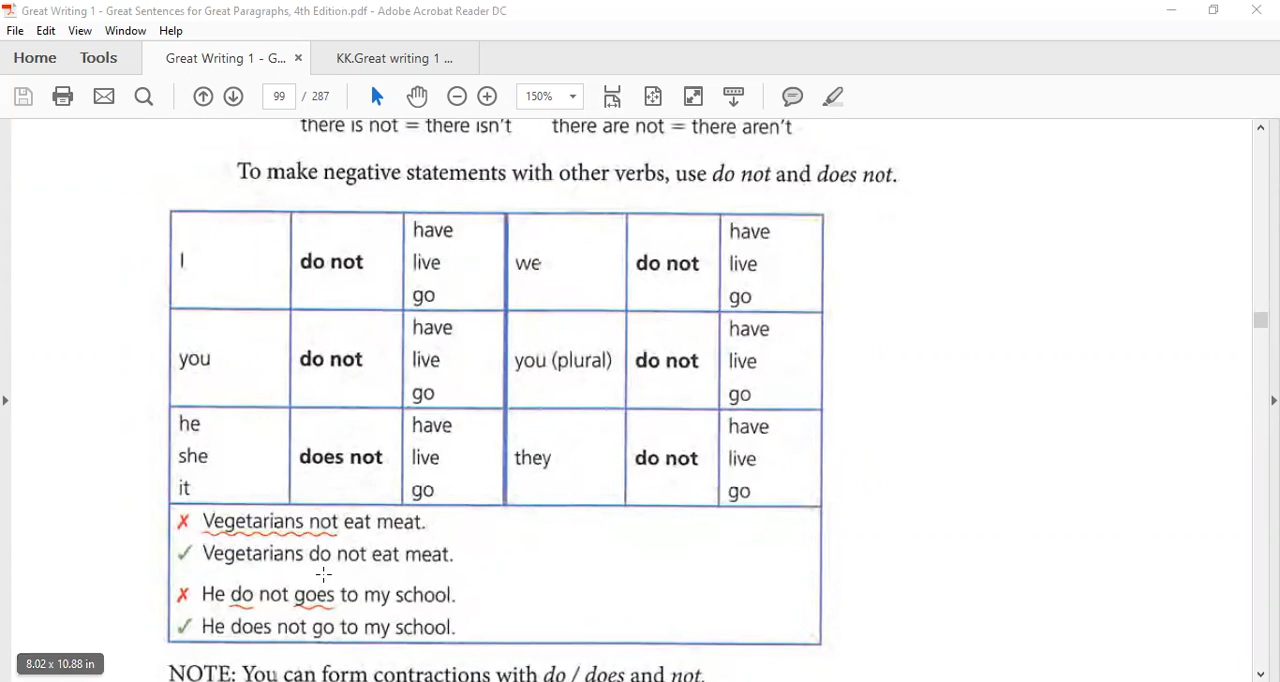 Great Writing 1 - Great Sentences for Great Paragraphs, 4th Edition.pdf - Adobe Acrobat Reader DC
File Edit View Window Help
Home Tools Great Writing 1 - G... × KK.Great writing 1 ...
99 / 287 150%
there is not = there isn't there are not = there aren't
To make negative statements with other verbs, use do not and does not.
I do not have live go we do not have live go
you do not have live go you (plural) do not have live go
he she it does not have live go they do not have live go
✗ Vegetarians not eat meat.
✓ Vegetarians do not eat meat.
✗ He do not goes to my school.
✓ He does not go to my school.
8.02 x 10.88 in
NOTE: You can form contractions with do / does and not.